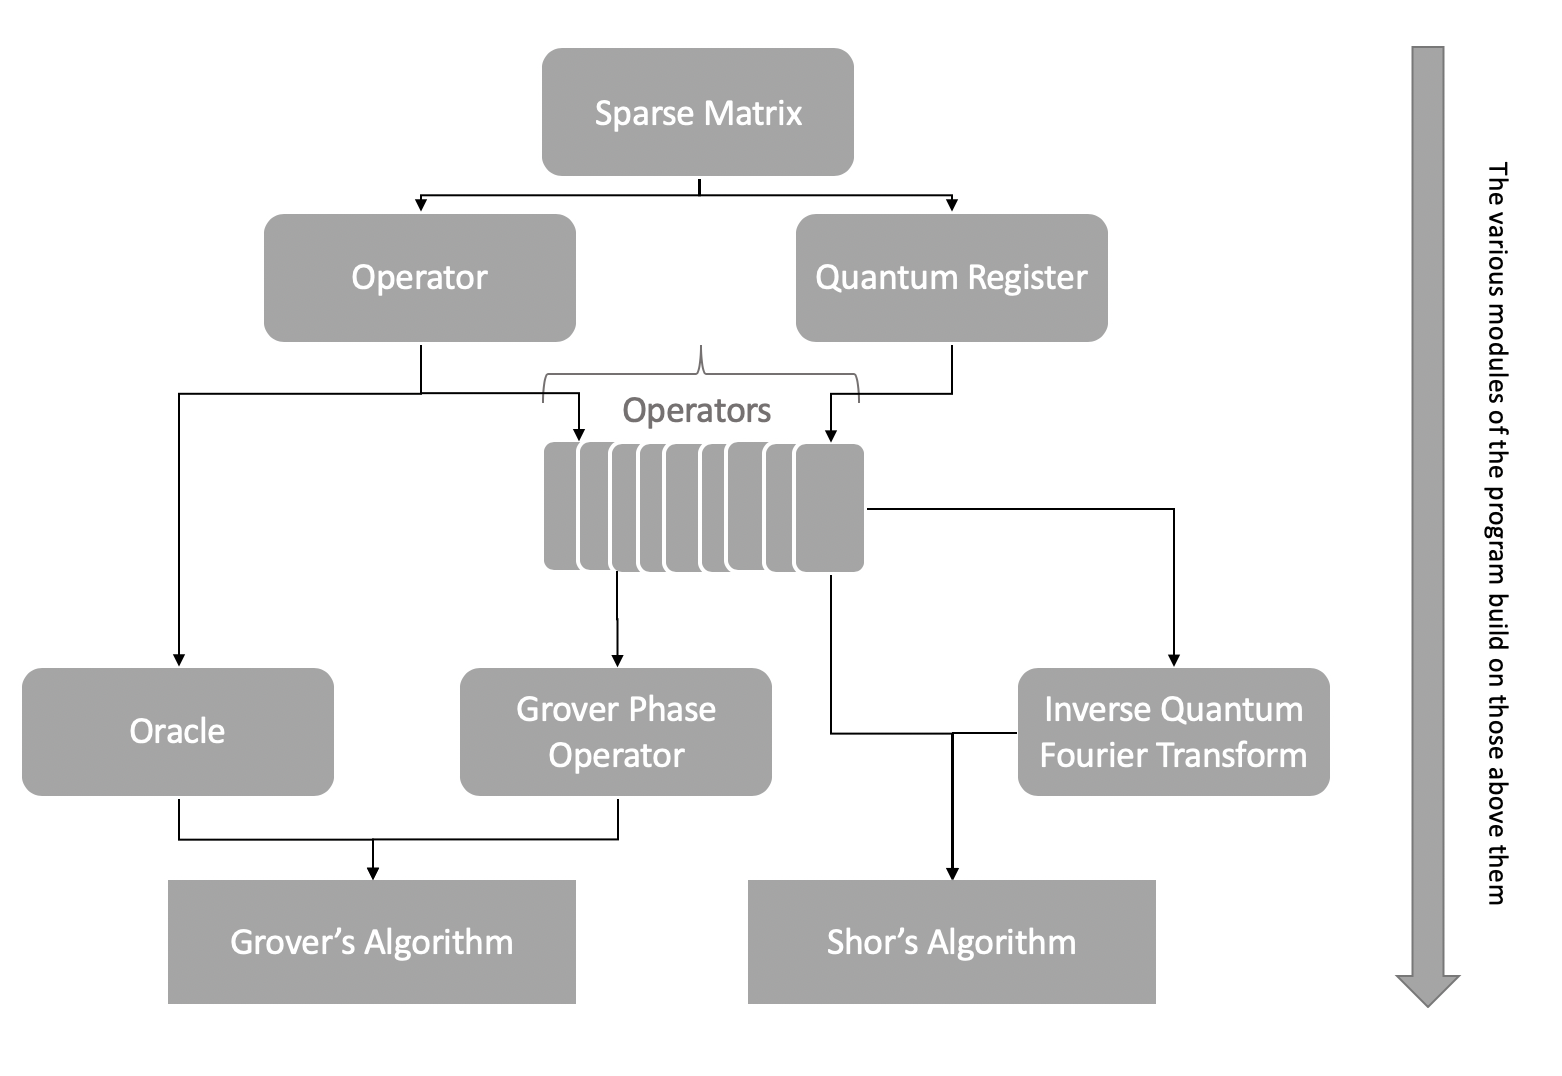 Sparse Matrix
Operator
Quantum Register
Operators
Oracle
Grover Phase
Operator
Inverse Quantum
Fourier Transform
Grover’s Algorithm
Shor’s Algorithm
The various modules of the program build on those above them